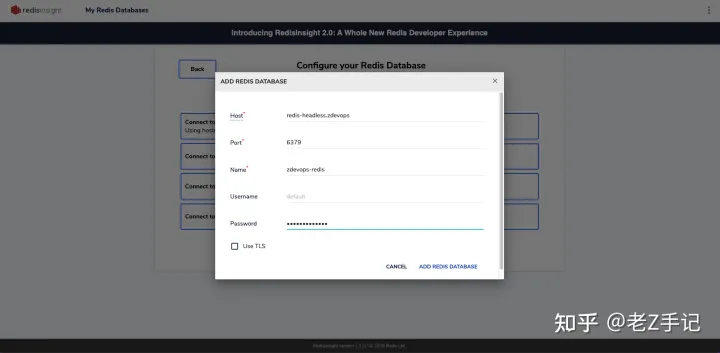 redisinsight My Redis Databases
Introducing RedisInsight 2.0: A Whole New Redis Developer Experience
Back
Configure your Redis Database
ADD REDIS DATABASE
Connect to
Using hostn
Connect to
Connect to
Connect to
Host*
redis-headless.zdevops
Port*
6379
Name*
zdevops-redis
Username
default
Password
•••••••••••••
Use TLS
CANCEL ADD REDIS DATABASE
知乎 @老Z手记